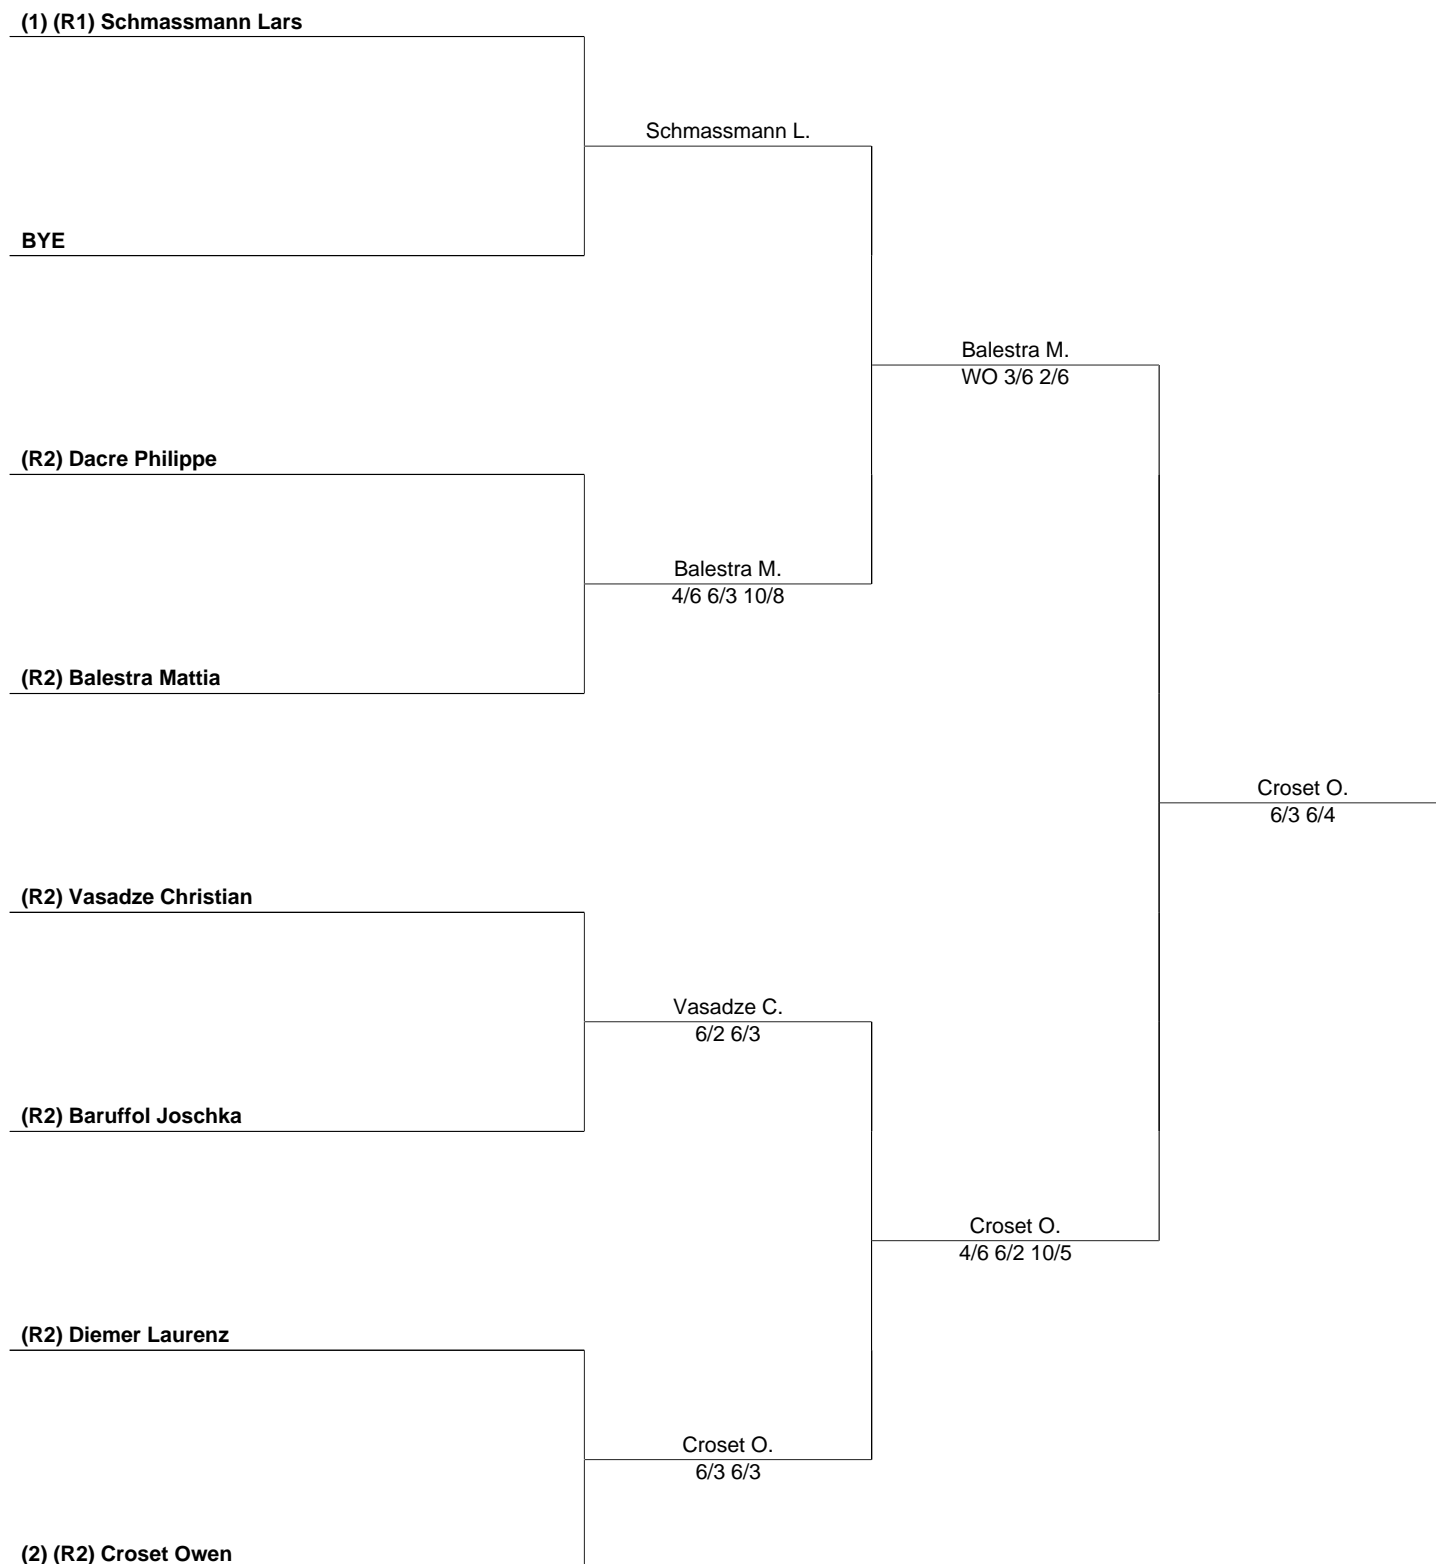 (1) (R1) Schmassmann Lars
Schmassmann L.
BYE
Balestra M.
WO 3/6 2/6
(R2) Dacre Philippe
Balestra M.
4/6 6/3 10/8
(R2) Balestra Mattia
Croset O.
6/3 6/4
(R2) Vasadze Christian
Vasadze C.
6/2 6/3
(R2) Baruffol Joschka
Croset O.
4/6 6/2 10/5
(R2) Diemer Laurenz
Croset O.
6/3 6/3
(2) (R2) Croset Owen